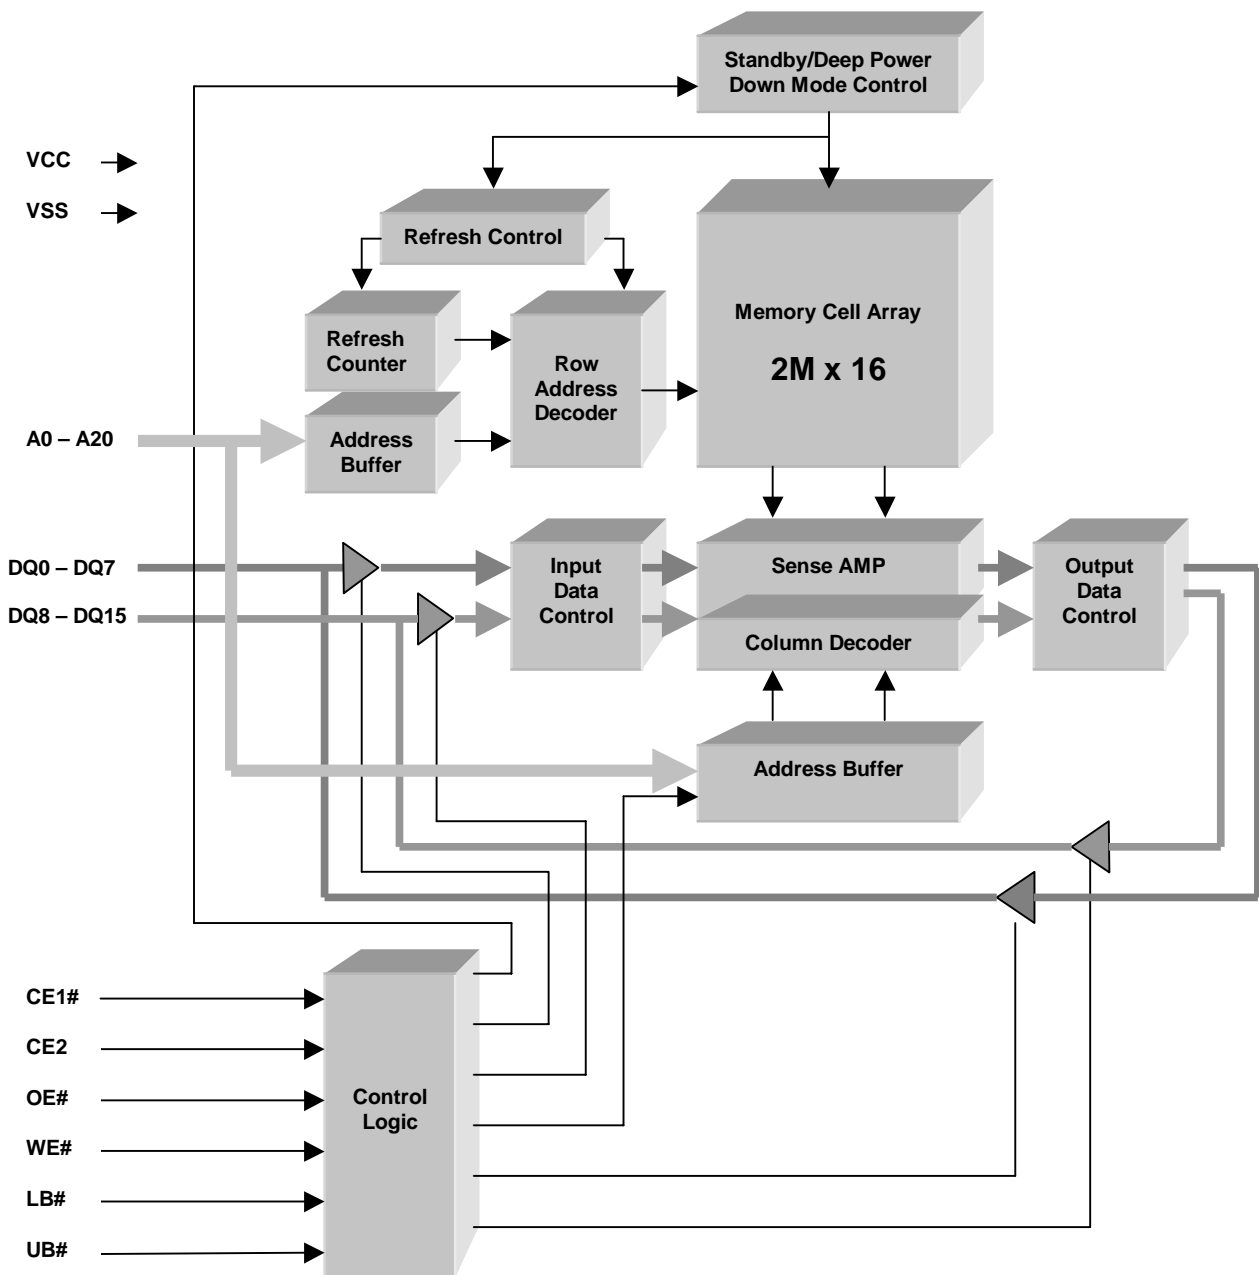 Standby/Deep Power
Down Mode Control
VCC
VSS
Refresh Control
Memory Cell Array
2M x 16
Refresh
Counter
Row
Address
Decoder
A0 – A20
Address
Buffer
DQ0 – DQ7
DQ8 – DQ15
Input
Data
Control
Sense AMP
Column Decoder
Output
Data
Control
Address Buffer
CE1#
CE2
OE#
WE#
LB#
UB#
Control
Logic